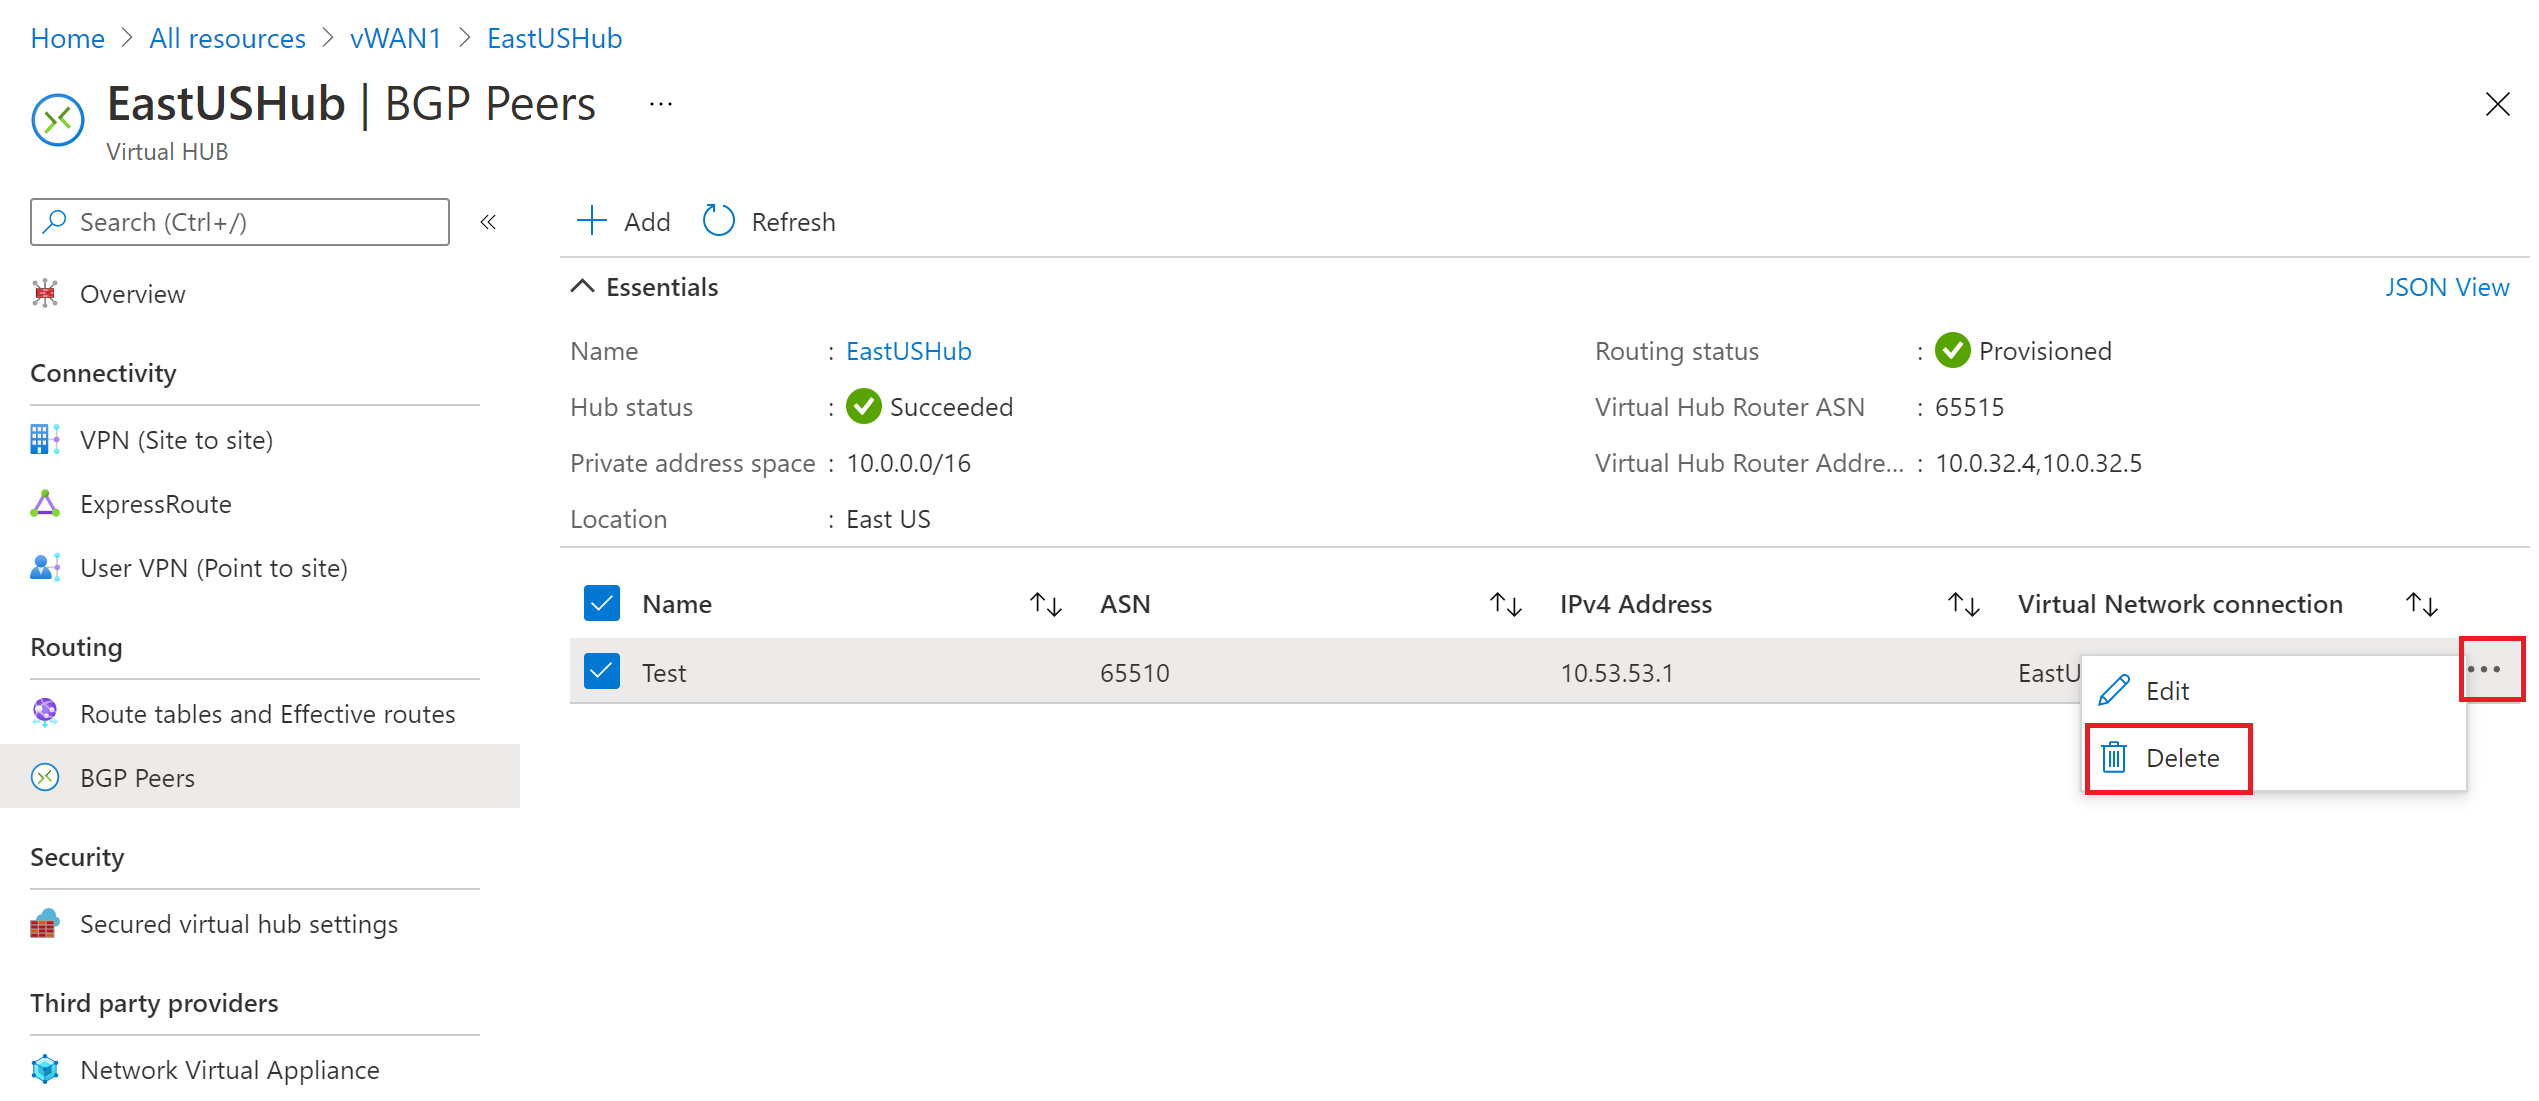 Home > All resources > vWAN1 > EastUSHub
EastUSHub | BGP Peers ...
Virtual HUB
Search (Ctrl+/) «
Overview
Connectivity
VPN (Site to site)
ExpressRoute
User VPN (Point to site)
Routing
Route tables and Effective routes
BGP Peers
Security
Secured virtual hub settings
Third party providers
Network Virtual Appliance
Add Refresh
Essentials JSON View
Name : EastUSHub
Hub status : Succeeded
Private address space : 10.0.0.0/16
Location : East US
Routing status : Provisioned
Virtual Hub Router ASN : 65515
Virtual Hub Router Addre... : 10.0.32.4,10.0.32.5
Name ASN IPv4 Address Virtual Network connection
Test 65510 10.53.53.1 EastU ...
Edit
Delete